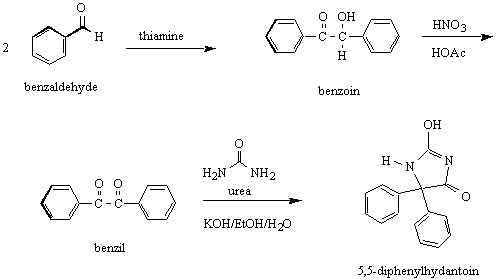 2
O
H
benzaldehyde
thiamine
O OH
C C
H
benzoin
HNO3
HOAc
O O
C C
benzil
O
H2N NH2
urea
KOH/EtOH/H2O
OH
H N N
O
5,5-diphenylhydantoin